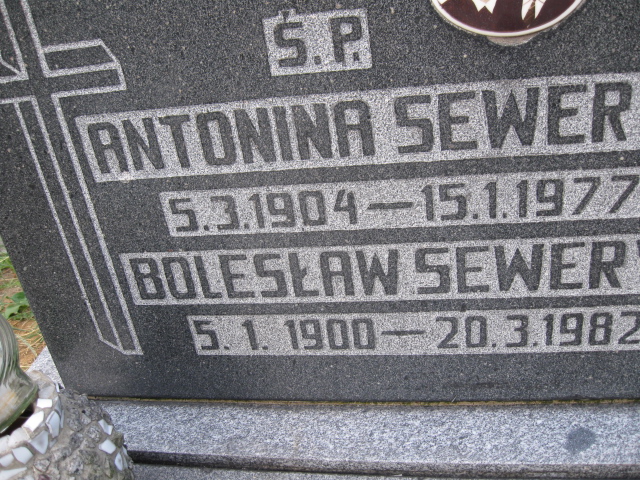 Ś.P.
ANTONINA SEWER
5.3.1904 — 15.1.1977
BOLESŁAW SEWER
5.1.1900 — 20.3.1982